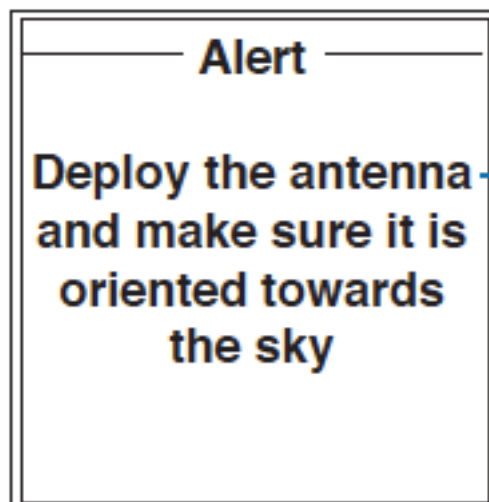 Alert
Deploy the antenna
and make sure it is
oriented towards
the sky